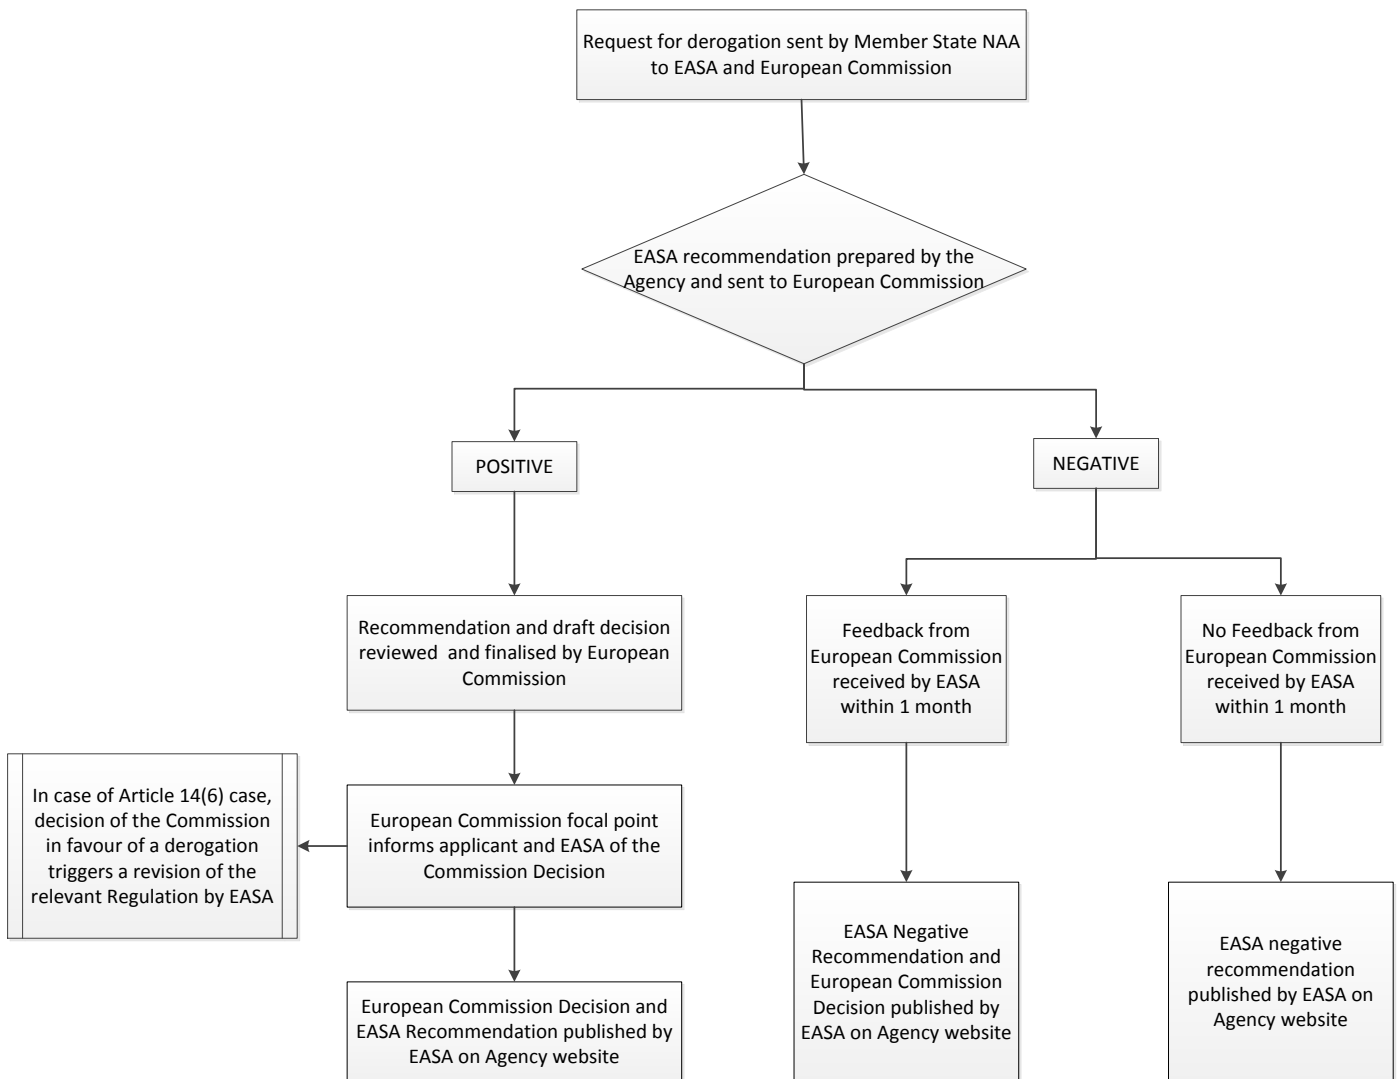 Request for derogation sent by Member State NAA
to EASA and European Commission
EASA recommendation prepared by the
Agency and sent to European Commission
POSITIVE
NEGATIVE
Recommendation and draft decision
reviewed and finalised by European
Commission
Feedback from
European Commission
received by EASA
within 1 month
No Feedback from
European Commission
received by EASA
within 1 month
In case of Article 14(6) case,
decision of the Commission
in favour of a derogation
triggers a revision of the
relevant Regulation by EASA
European Commission focal point
informs applicant and EASA of the
Commission Decision
European Commission Decision and
EASA Recommendation published by
EASA on Agency website
EASA Negative
Recommendation and
European Commission
Decision published by
EASA on Agency website
EASA negative
recommendation
published by EASA on
Agency website